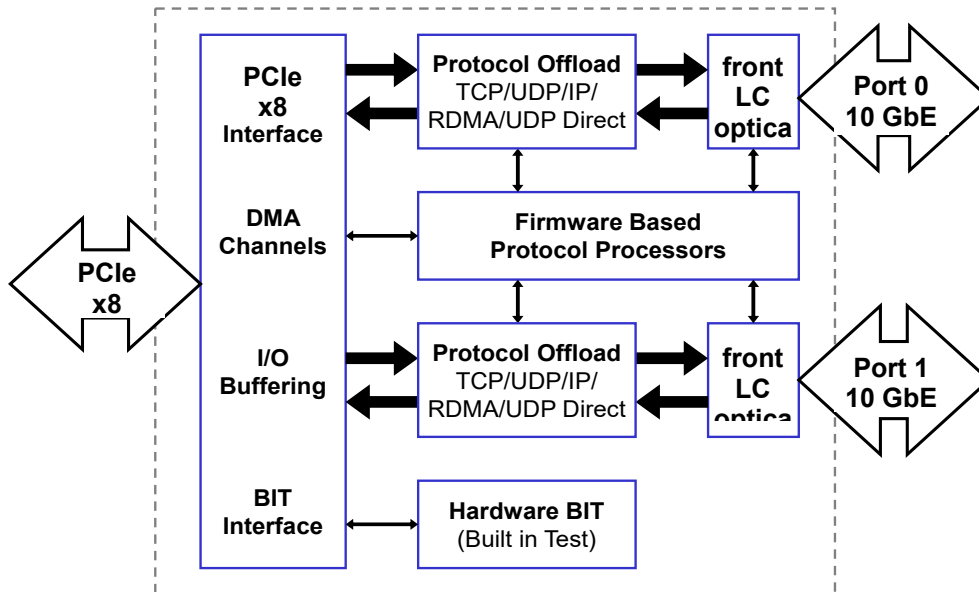 PCIe
x8
PCIe
x8
Interface
DMA
Channels
I/O
Buffering
BIT
Interface
Protocol Offload
TCP/UDP/IP/
RDMA/UDP Direct
front
LC
optica
Port 0
10 GbE
Firmware Based
Protocol Processors
Protocol Offload
TCP/UDP/IP/
RDMA/UDP Direct
front
LC
optica
Port 1
10 GbE
Hardware BIT
(Built in Test)